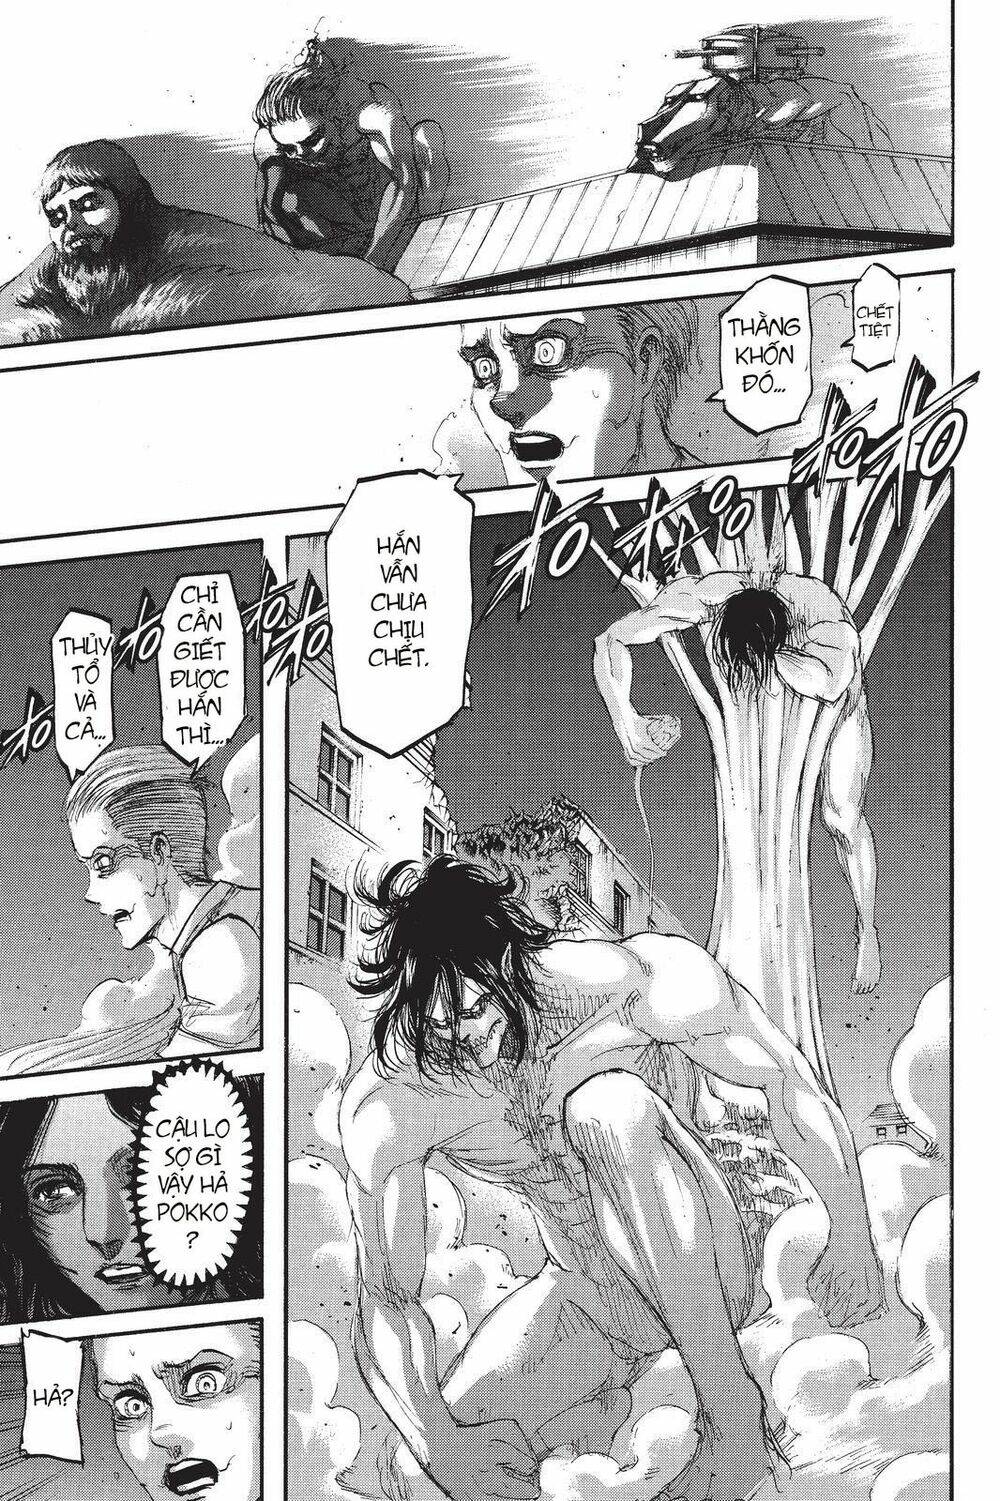 CHẾT
TIỆT
THẰNG
KHỐN
ĐÓ...
HẮN
VẪN
CHƯA
CHỊU
CHẾT.
CHỈ
CẦN
GIẾT
ĐƯỢC
HẮN
THÌ...
THỦY
TỔ
VÀ
CẢ...
CẬU LO
SỢ GÌ
VẬY HẢ
POKKO
?
HẢ?